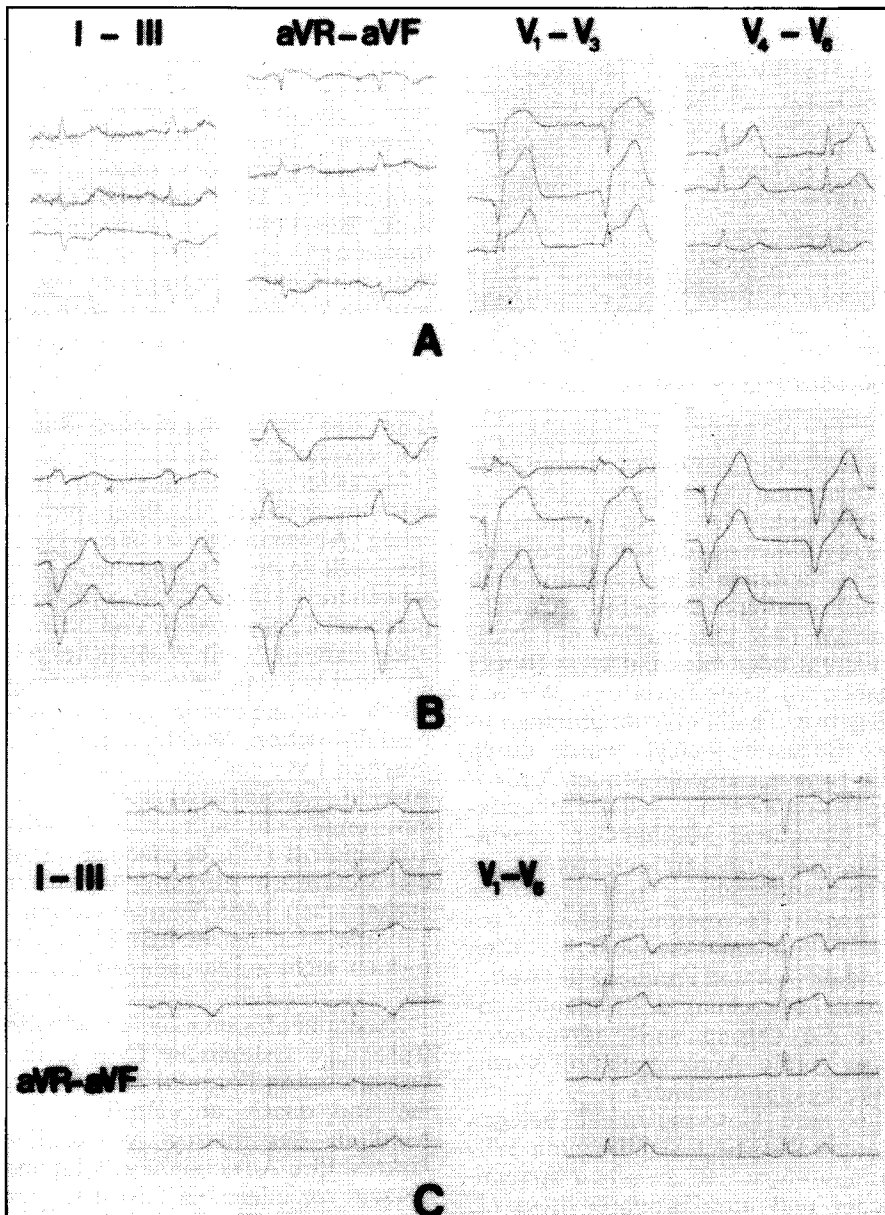 I - III aVR-aVF V₁ - V₃ V₄ - V₆
A
B
I-III V₁-V₆
aVR-aVF
C